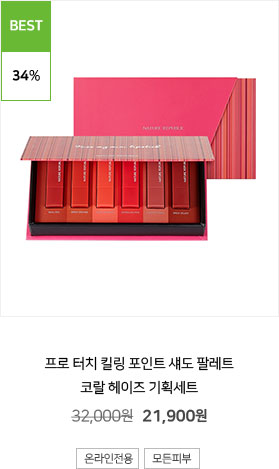 BEST
34%
NATURE REPUBLIC
프로 터치 킬링 포인트 섀도 팔레트
코랄 헤이즈 기획세트
32,000원 21,900원
온라인전용 모든피부